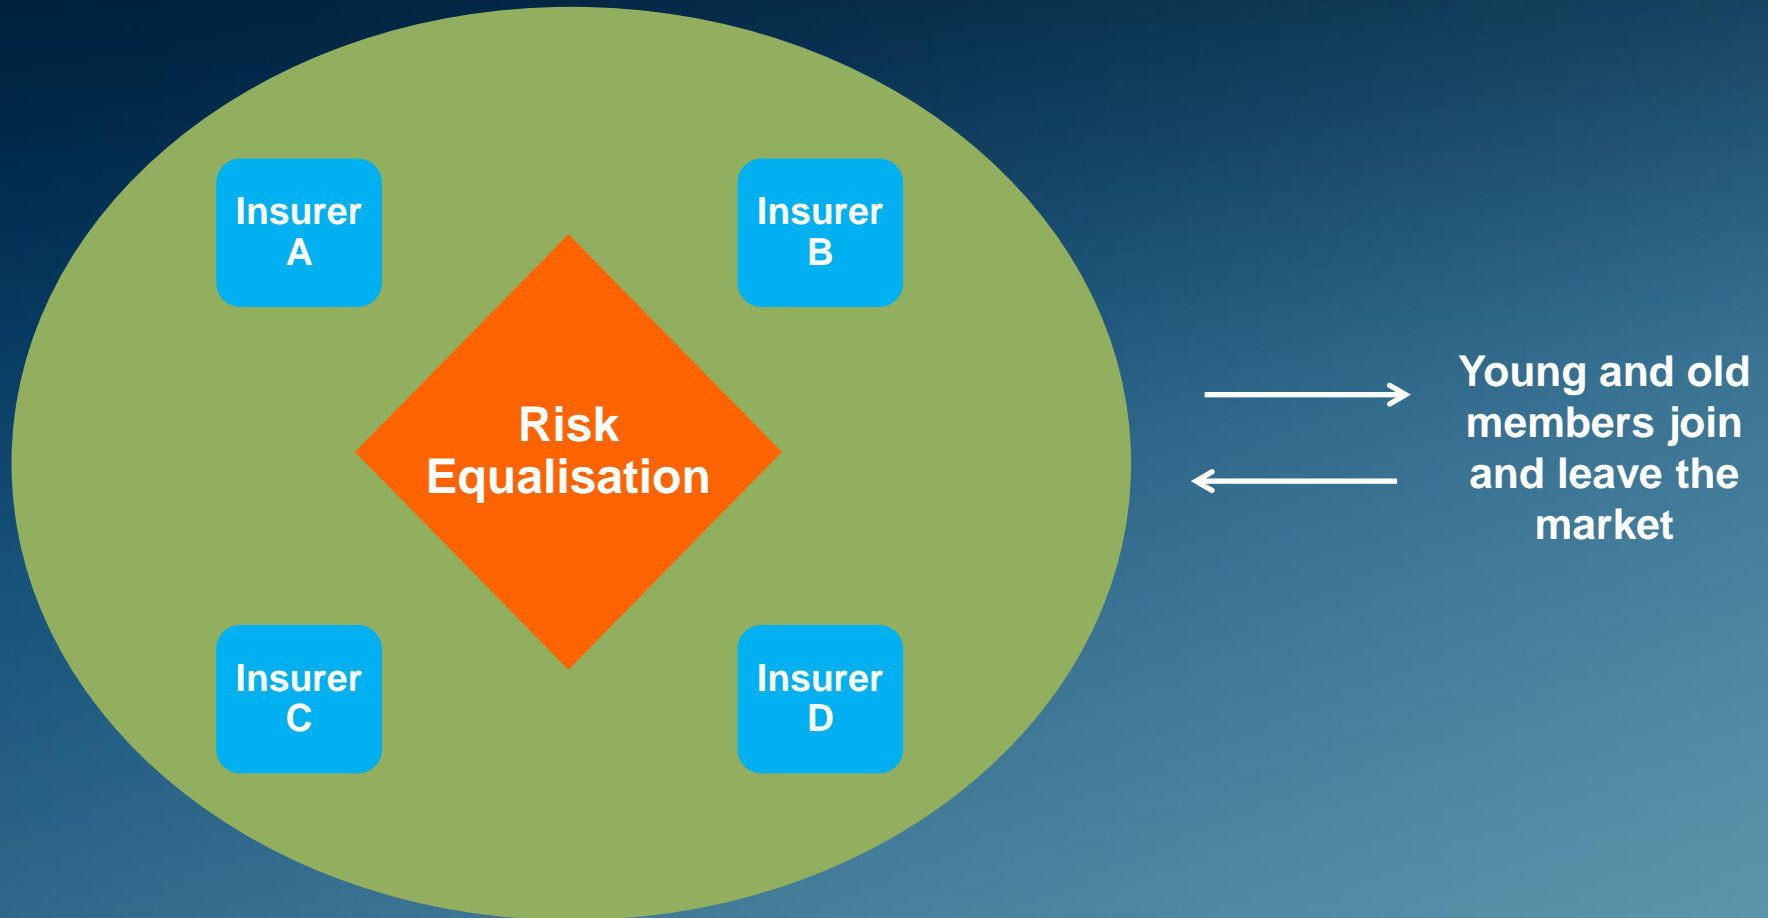 Insurer
A
Insurer
B
Risk
Equalisation
Young and old
members join
and leave the
market
Insurer
C
Insurer
D